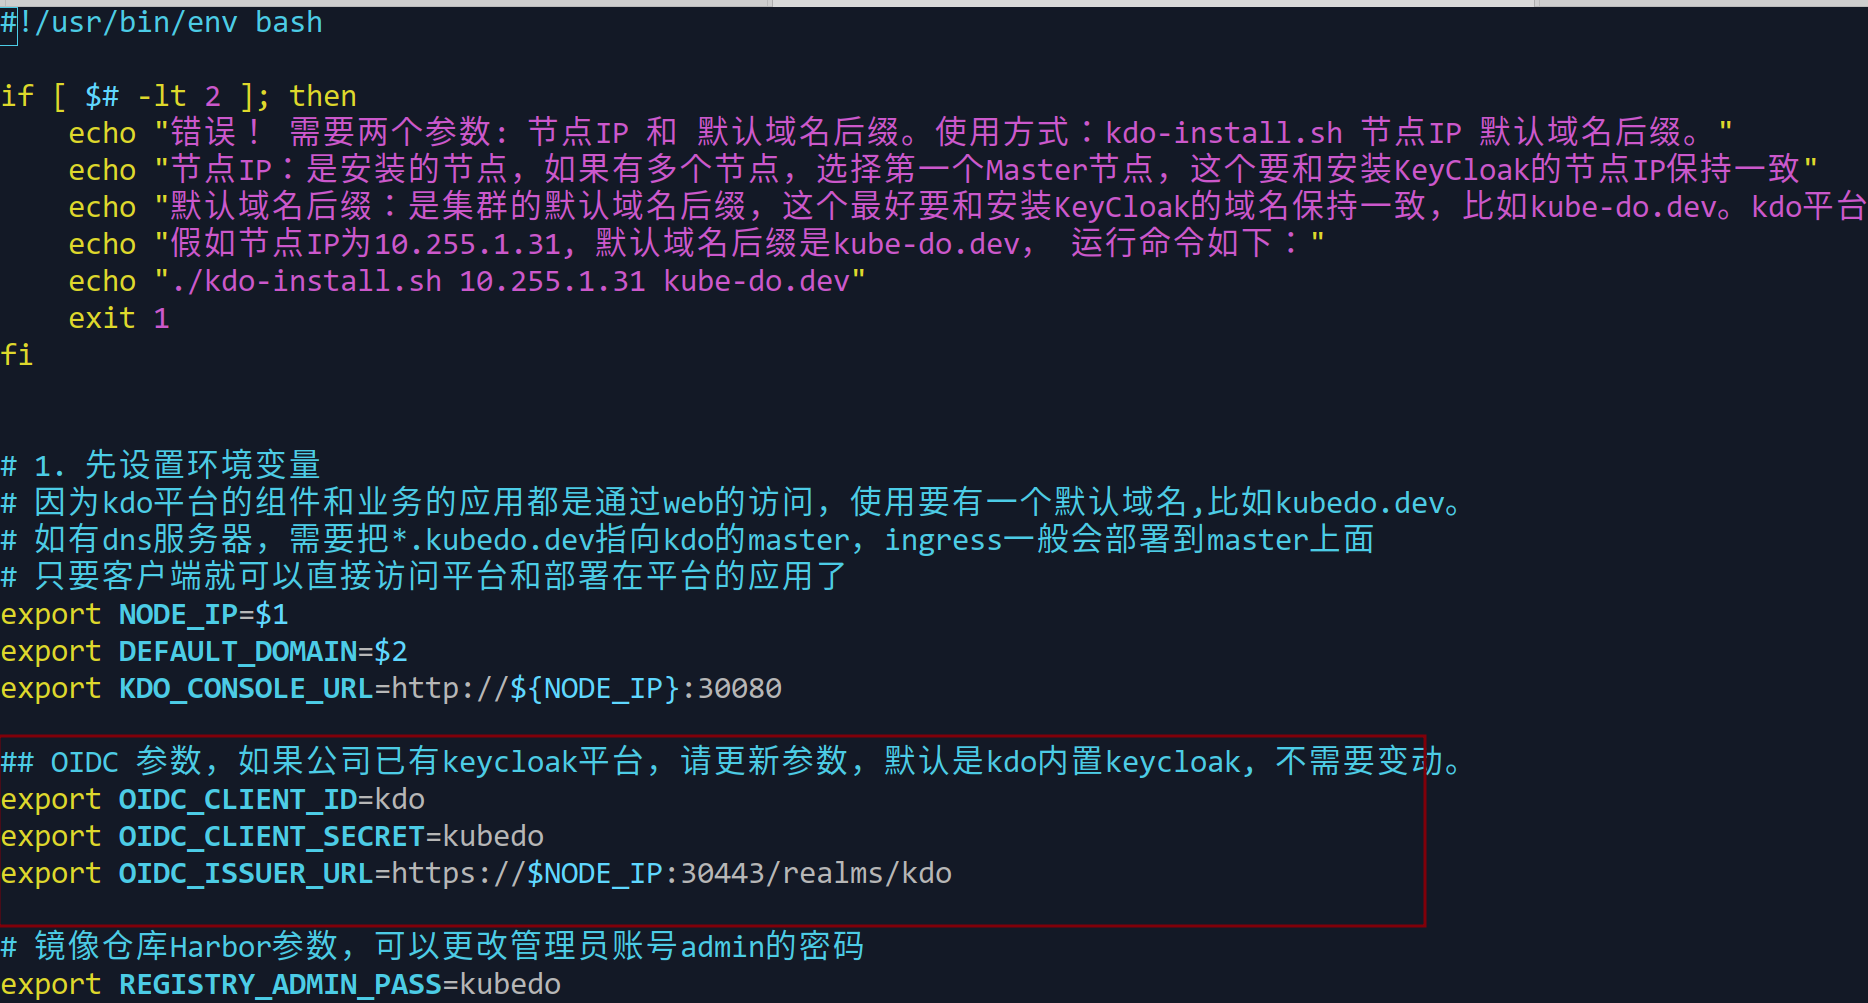 #!/usr/bin/env bash
if [ $# -lt 2 ]; then
echo "错误！ 需要两个参数: 节点IP 和 默认域名后缀。使用方式：kdo-install.sh 节点IP 默认域名后缀。"
echo "节点IP：是安装的节点，如果有多个节点，选择第一个Master节点，这个要和安装KeyCloak的节点IP保持一致"
echo "默认域名后缀：是集群的默认域名后缀，这个最好要和安装KeyCloak的域名保持一致，比如kube-do.dev。kdo平台
echo "假如节点IP为10.255.1.31, 默认域名后缀是kube-do.dev， 运行命令如下："
echo "./kdo-install.sh 10.255.1.31 kube-do.dev"
exit 1
fi
# 1. 先设置环境变量
# 因为kdo平台的组件和业务的应用都是通过web的访问，使用要有一个默认域名,比如kubedo.dev。
# 如有dns服务器，需要把*.kubedo.dev指向kdo的master，ingress一般会部署到master上面
# 只要客户端就可以直接访问平台和部署在平台的应用了
export NODE_IP=$1
export DEFAULT_DOMAIN=$2
export KDO_CONSOLE_URL=http://${NODE_IP}:30080
## OIDC 参数，如果公司已有keycloak平台，请更新参数，默认是kdo内置keycloak，不需要变动。
export OIDC_CLIENT_ID=kdo
export OIDC_CLIENT_SECRET=kubedo
export OIDC_ISSUER_URL=https://$NODE_IP:30443/realms/kdo
# 镜像仓库Harbor参数，可以更改管理员账号admin的密码
export REGISTRY_ADMIN_PASS=kubedo